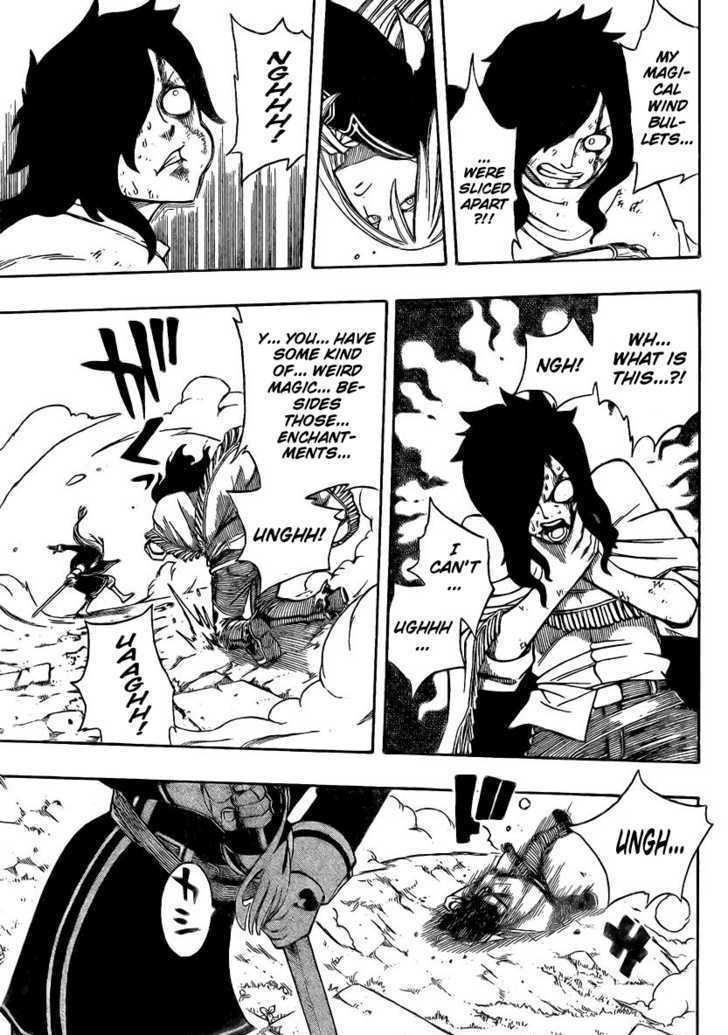 MY
MAGI-
CAL
WIND
BUL-
LETS...
...
WERE
SLICED
APART
?!!
NGHHH!
WH...
WHAT IS
THIS...?!
NGH!
I
CAN'T
...
UGHHH
...
Y... YOU... HAVE
SOME KIND
OF... WEIRD
MAGIC... BE-
SIDES
THOSE...
ENCHANT-
MENTS...
UNGHH!
UAAGHH!
UNGH...